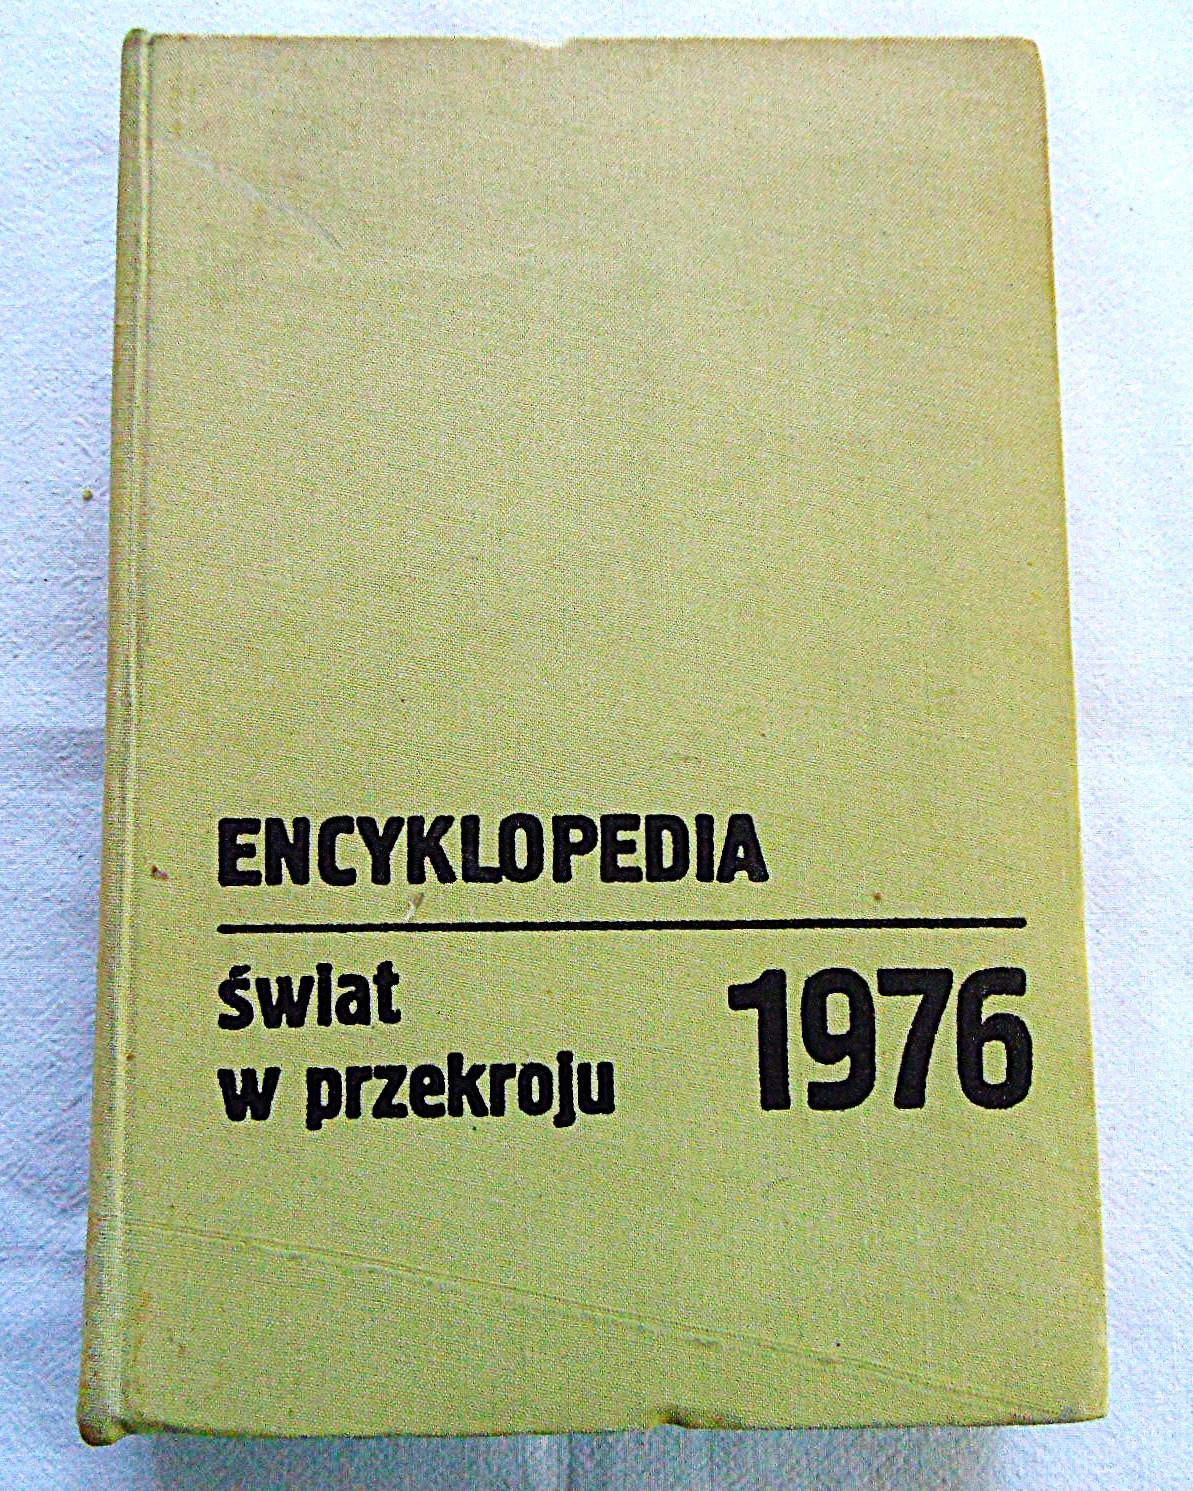 ENCYKLOPEDIA
świat
w przekroju
1976